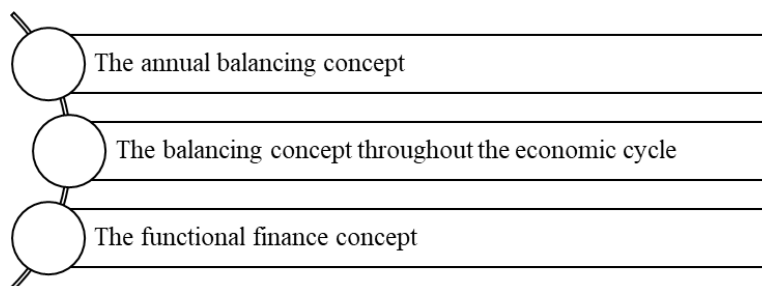 The annual balancing concept
The balancing concept throughout the economic cycle
The functional finance concept